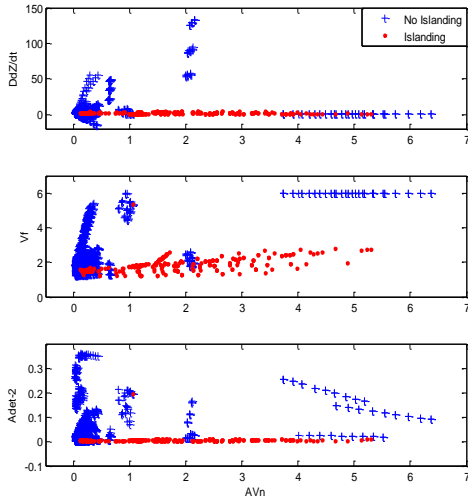 150
100
50
0
DdZ/dt
No Islanding
Islanding
0 1 2 3 4 5 6 7
6
4
2
0
Vf
0 1 2 3 4 5 6 7
0.3
0.2
0.1
0
-0.1
Adet-2
0 1 2 3 4 5 6 7
AVn